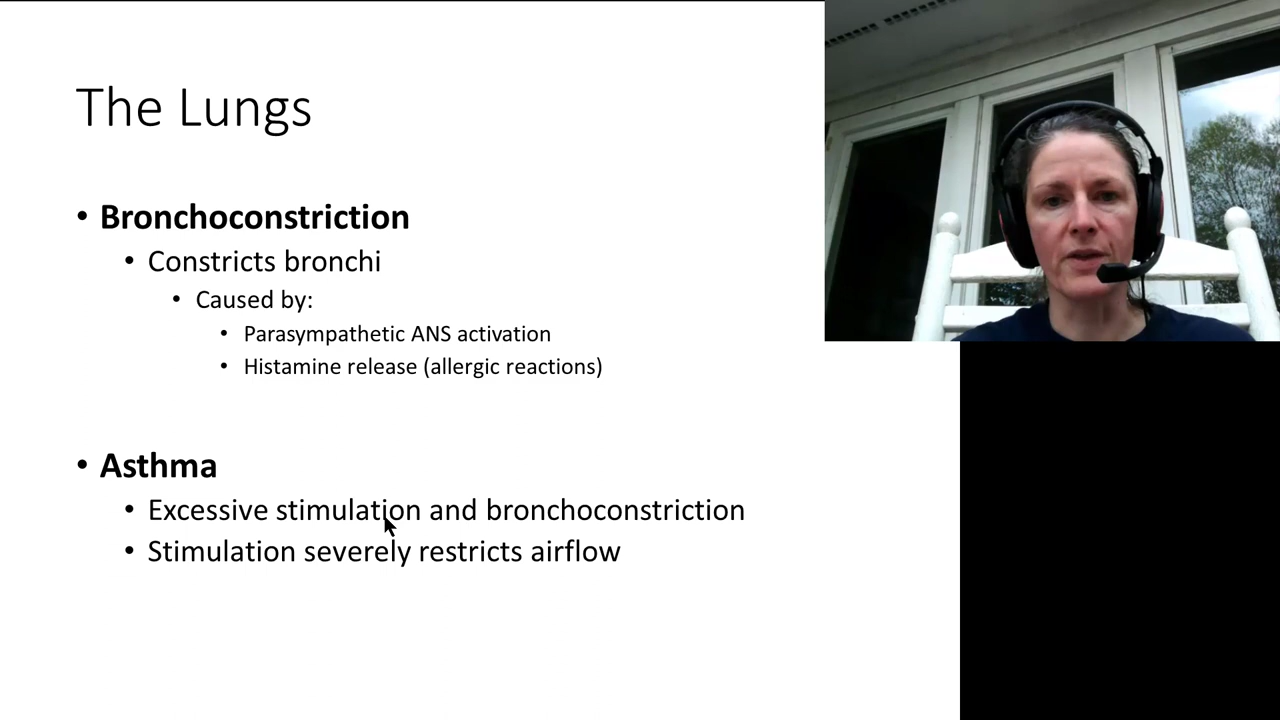 The Lungs
• Bronchoconstriction
• Constricts bronchi
• Caused by:
• Parasympathetic ANS activation
• Histamine release (allergic reactions)
• Asthma
• Excessive stimulation and bronchoconstriction
• Stimulation severely restricts airflow